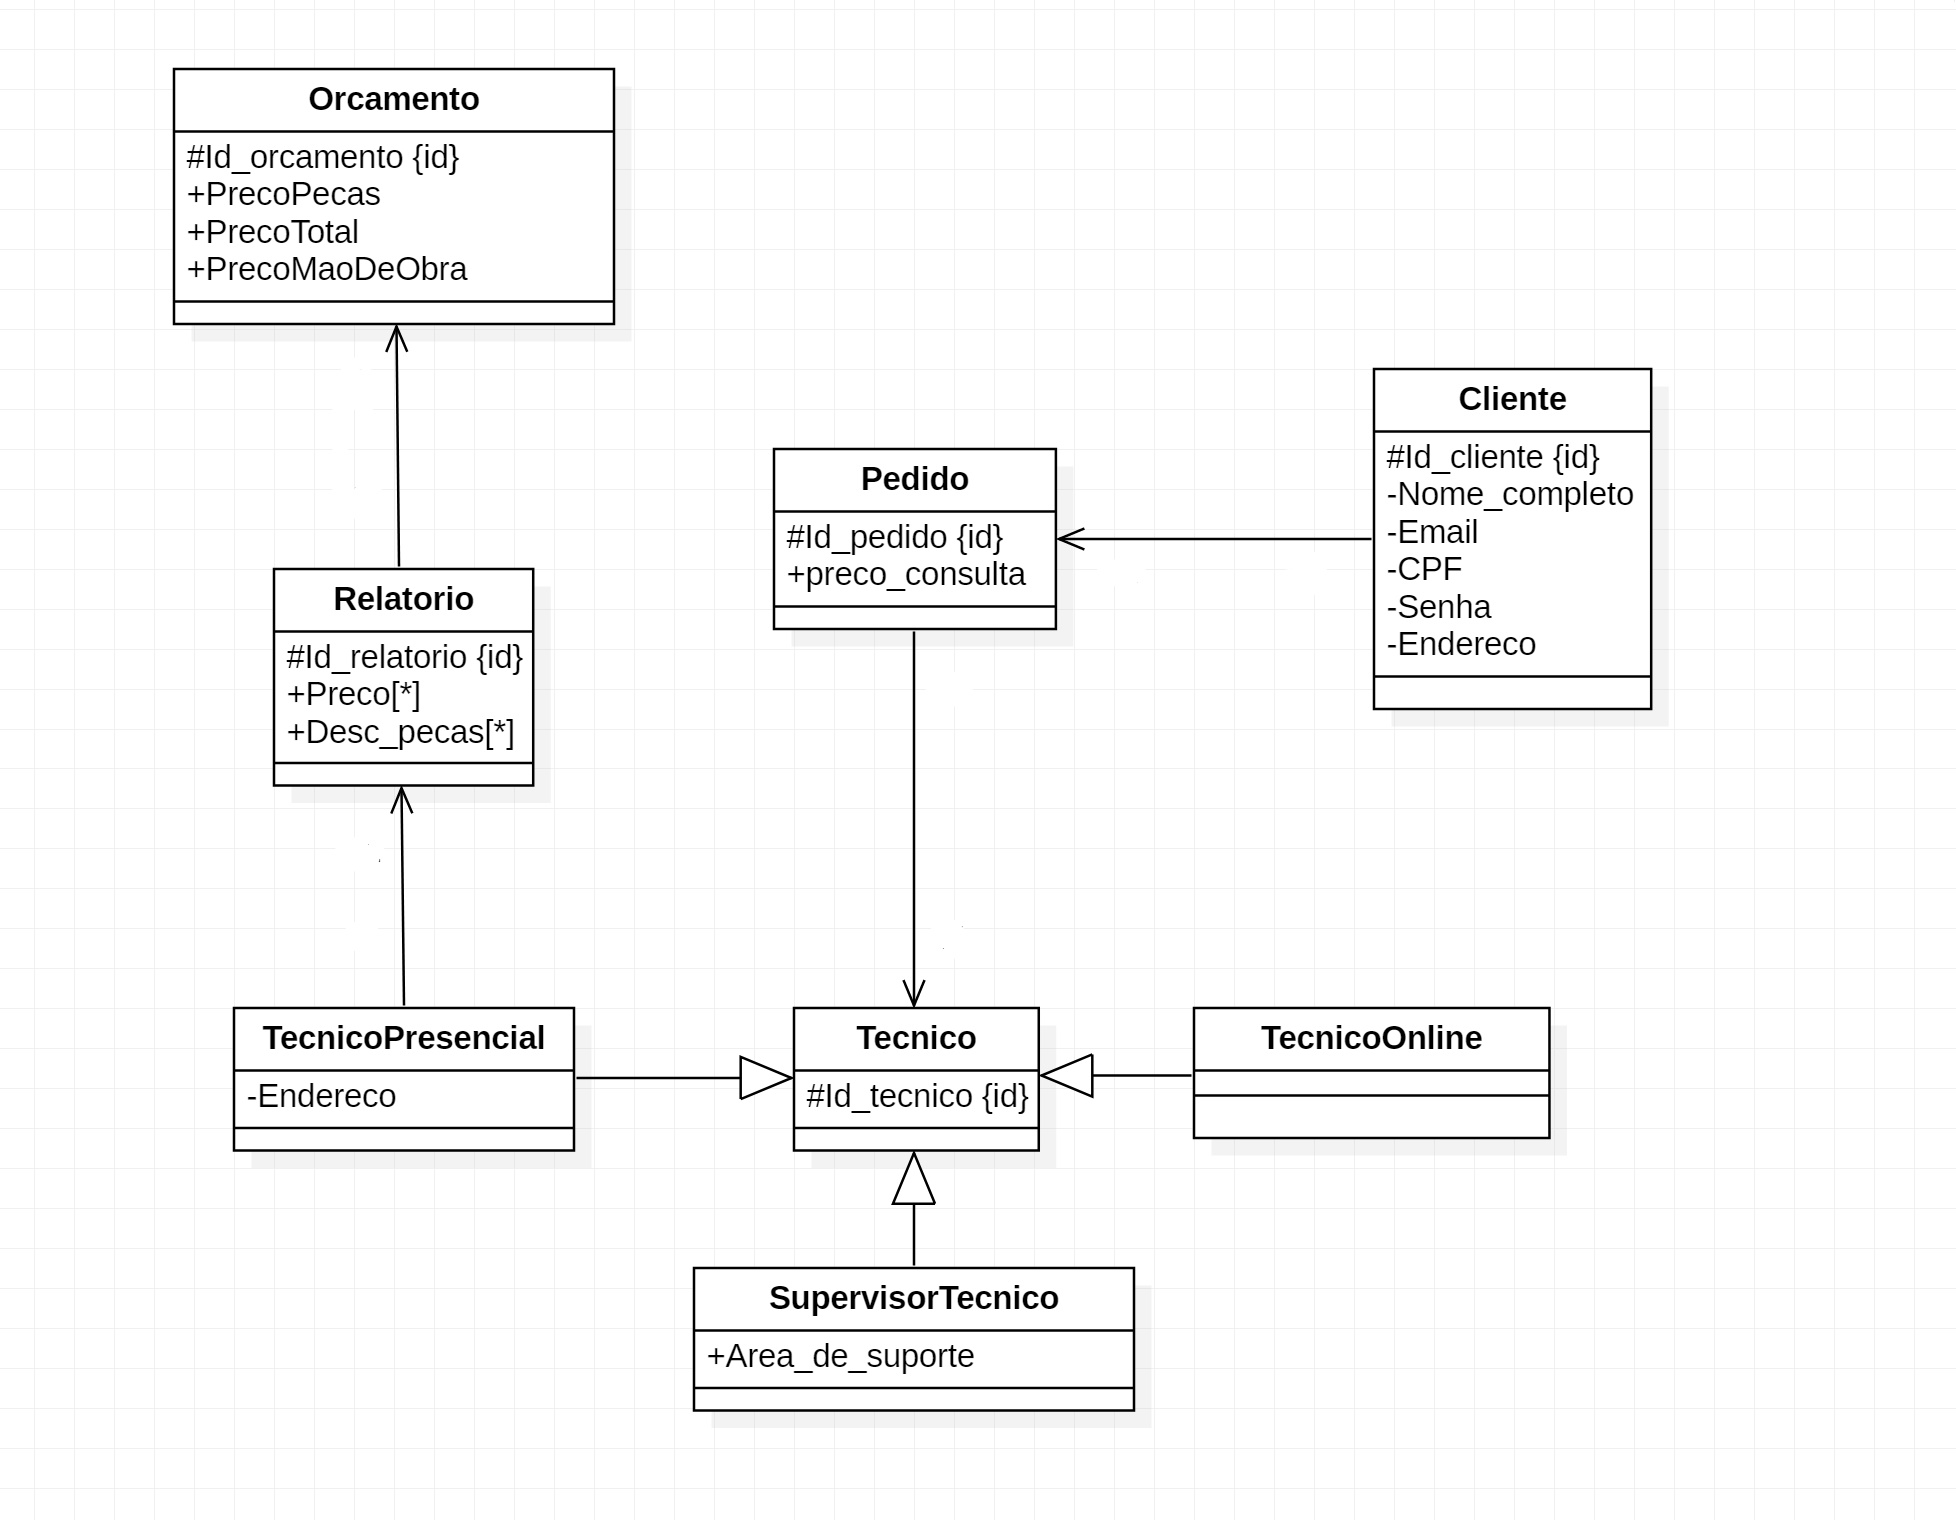 Orcamento
#Id_orcamento {id}
+PrecoPecas
+PrecoTotal
+PrecoMaoDeObra
Cliente
#Id_cliente {id}
-Nome_completo
-Email
-CPF
-Senha
-Endereco
Pedido
#Id_pedido {id}
+preco_consulta
Relatorio
#Id_relatorio {id}
+Preco[*]
+Desc_pecas[*]
TecnicoPresencial
-Endereco
Tecnico
#Id_tecnico {id}
TecnicoOnline
SupervisorTecnico
+Area_de_suporte